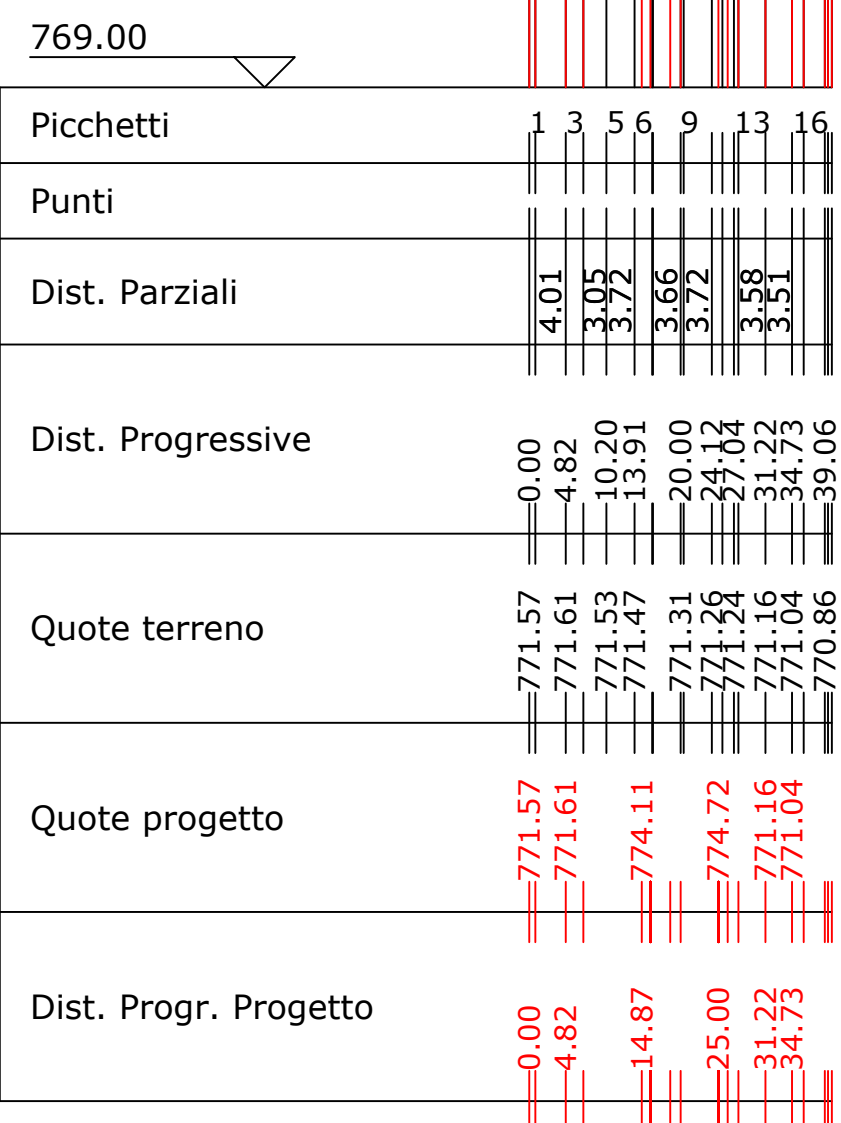 769.00
Picchetti 1 3 5 6 9 13 16
Punti
Dist. Parziali 4.01 3.05 3.72 3.66 3.72 3.58 3.51
Dist. Progressive 0.00 4.82 10.20 13.91 20.00 24.12 27.04 31.22 34.73 39.06
Quote terreno 771.57 771.61 771.53 771.47 771.31 771.26 771.24 771.16 771.04 770.86
Quote progetto 771.57 771.61 774.11 774.72 771.16 771.04
Dist. Progr. Progetto 0.00 4.82 14.87 25.00 31.22 34.73